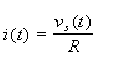 i(t) = v_s(t) / R